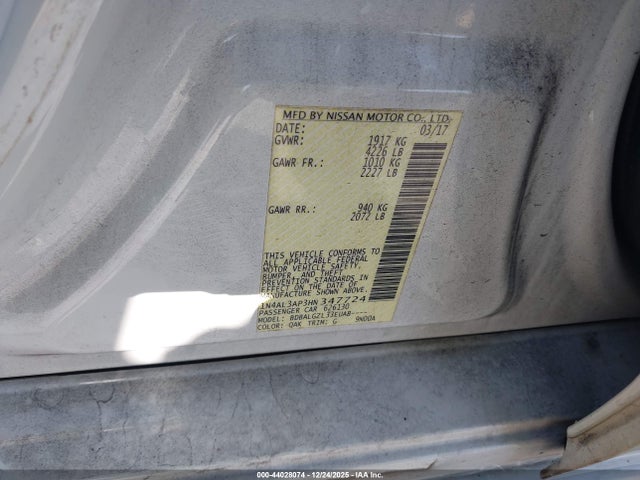 MFD BY NISSAN MOTOR CO., LTD.
DATE: 03/17
GVWR: 1917 KG
4226 LB
GAWR FR.: 1010 KG
2227 LB
GAWR RR.: 940 KG
2072 LB
THIS VEHICLE CONFORMS TO
ALL APPLICABLE FEDERAL
MOTOR VEHICLE SAFETY,
BUMPER, AND THEFT
PREVENTION STANDARDS IN
EFFECT ON THE DATE OF
MANUFACTURE SHOWN ABOVE.
1N4AL3AP3HN347724
PASSENGER CAR 626130
MODEL: BDBALGZL33EUAB----
COLOR: QAK TRIM: G 9N00A
000-44028074 - 12/24/2025 - IAA Inc.